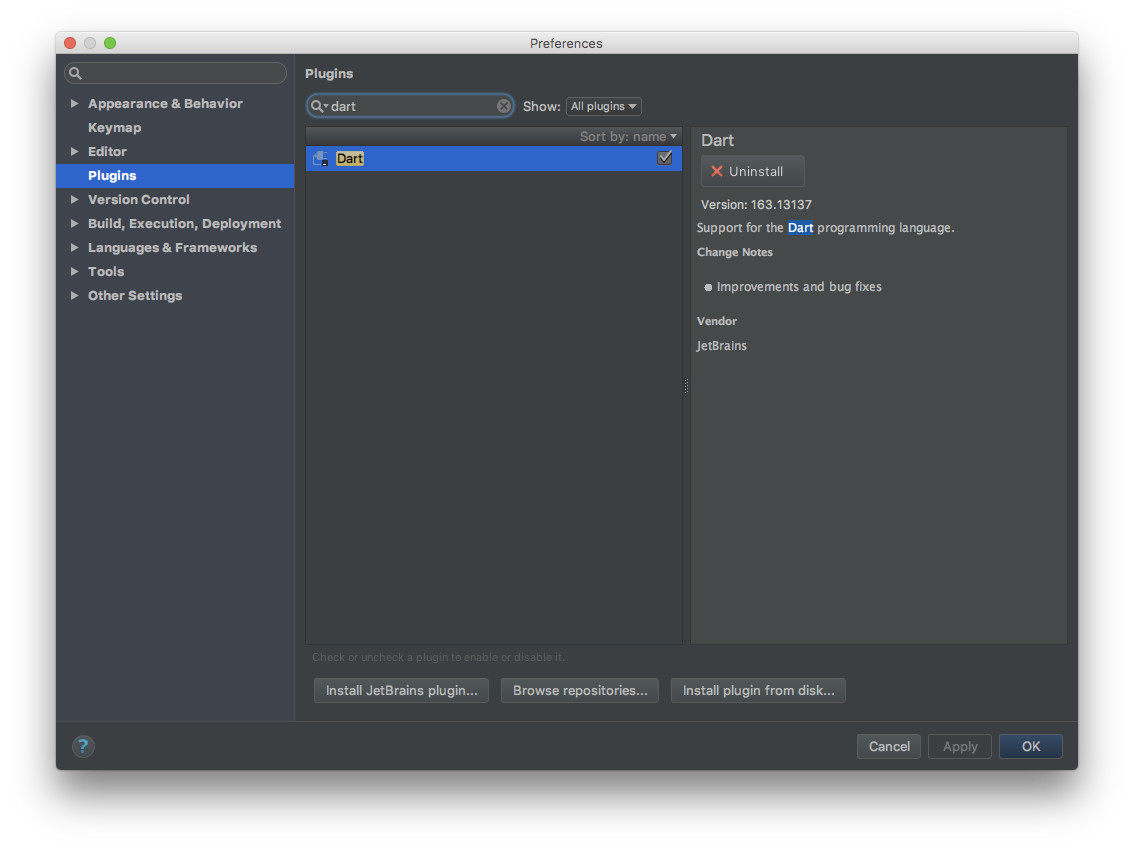 Preferences
Appearance & Behavior
Keymap
Editor
Plugins
Version Control
Build, Execution, Deployment
Languages & Frameworks
Tools
Other Settings
Plugins
dart
Show: All plugins
Sort by: name
Dart
Dart
Uninstall
Version: 163.13137
Support for the Dart programming language.
Change Notes
Improvements and bug fixes
Vendor
JetBrains
Check or uncheck a plugin to enable or disable it.
Install JetBrains plugin... Browse repositories... Install plugin from disk...
? Cancel Apply OK